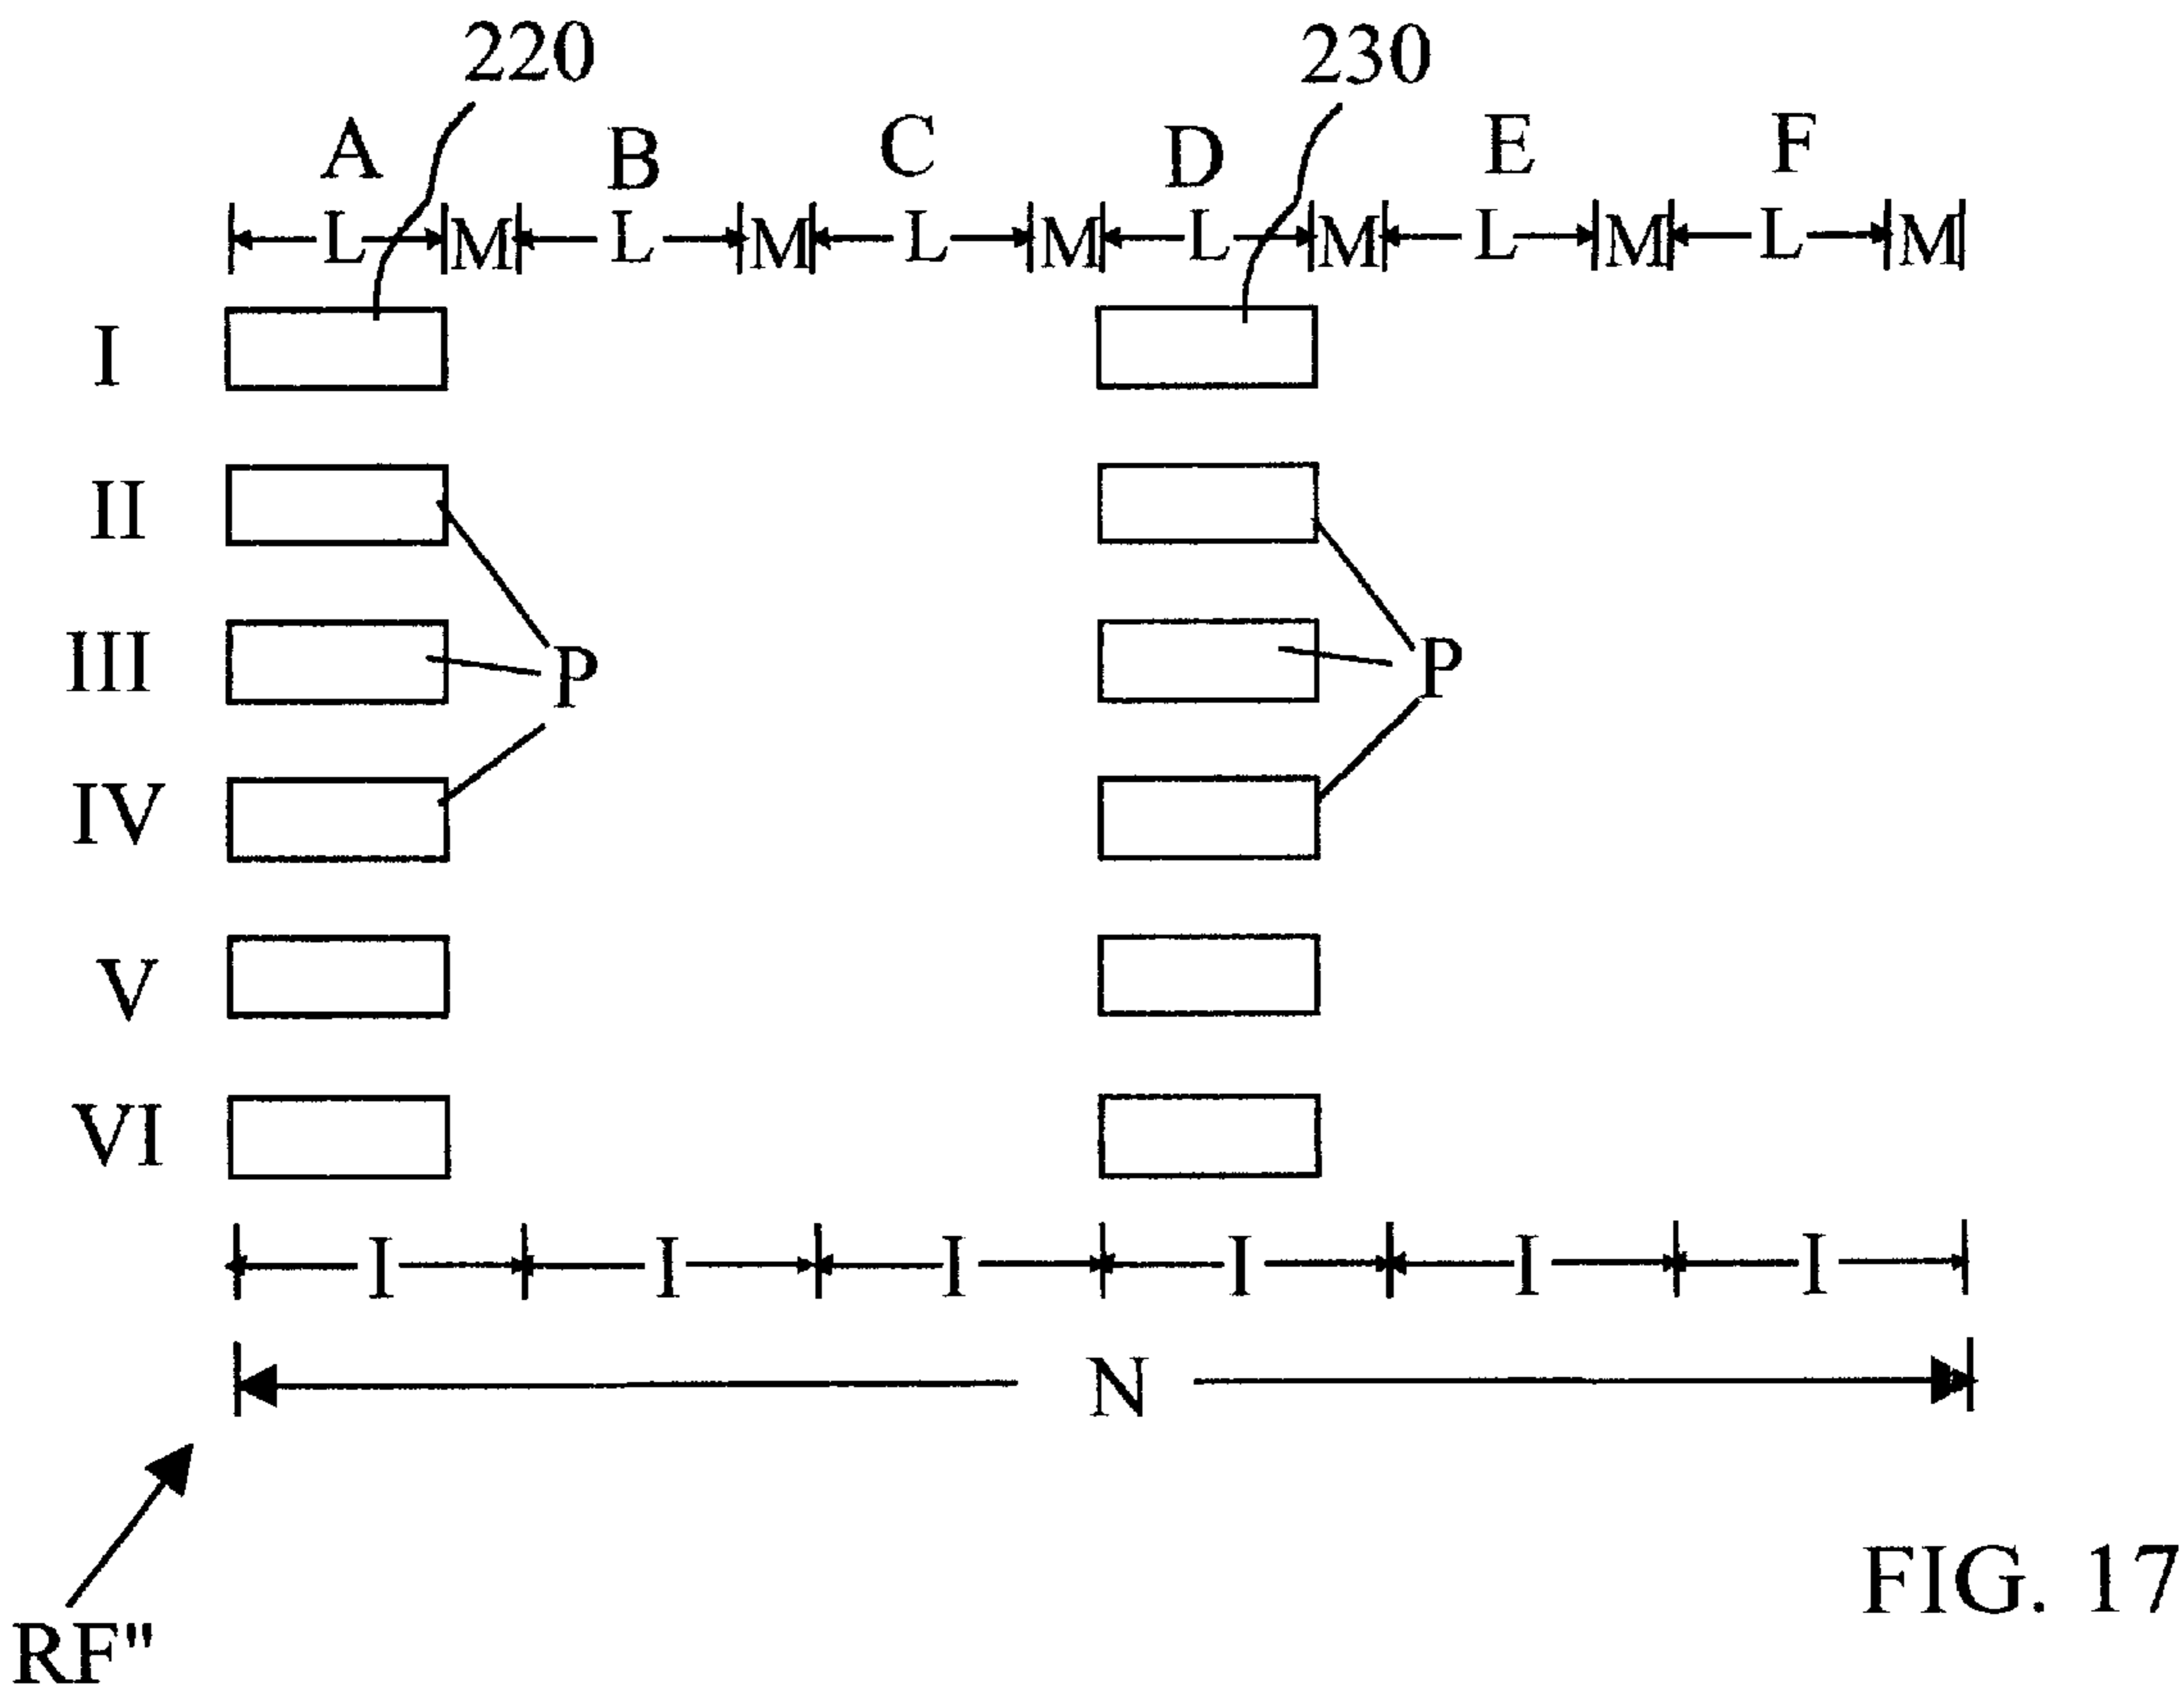 220 230
A B C D E F
L M L M L M L M L M L M
I
II
III P P
IV
V
VI
I I I I I I
N
FIG. 17
RF"